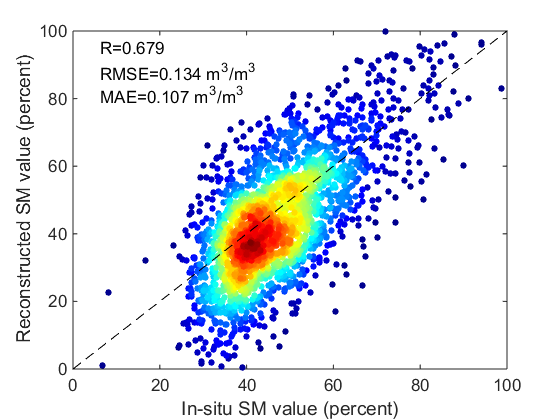 R=0.679
RMSE=0.134 m³/m³
MAE=0.107 m³/m³
Reconstructed SM value (percent)
100
80
60
40
20
0
0 20 40 60 80 100
In-situ SM value (percent)